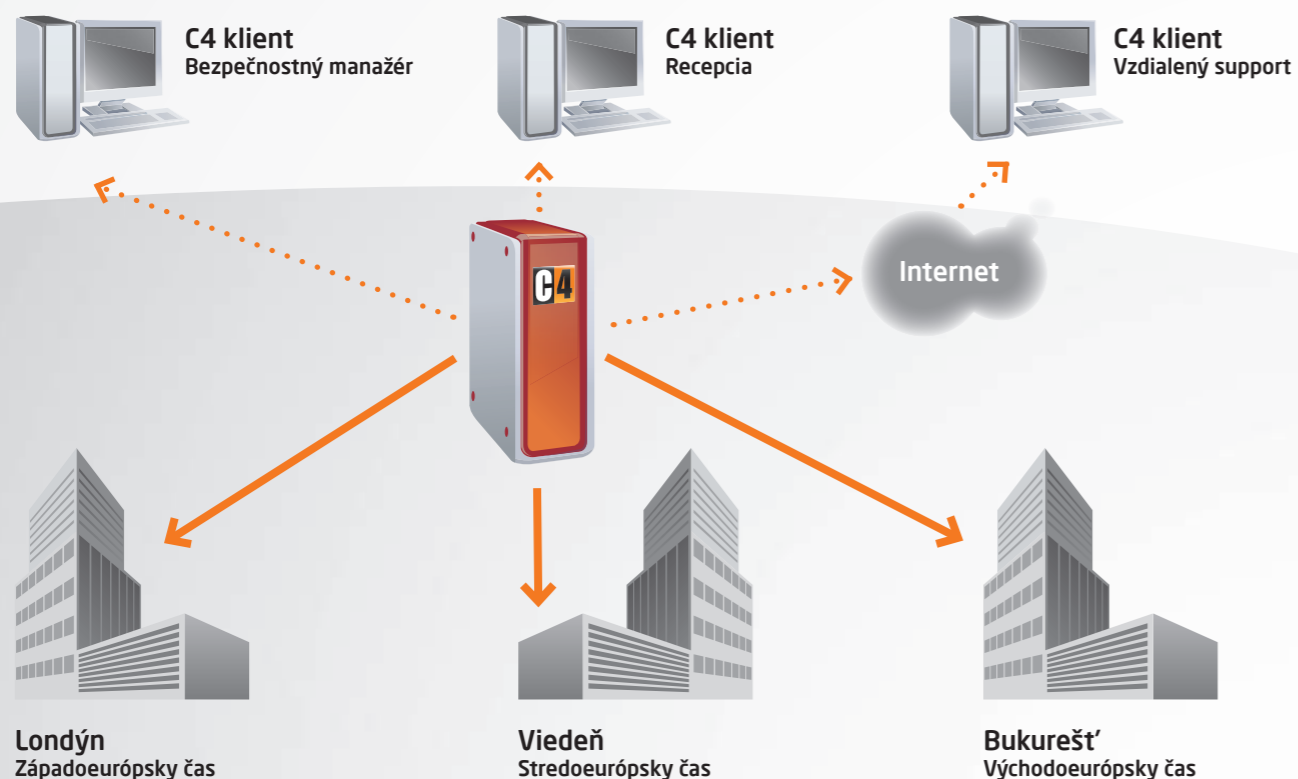 C4 klient
Bezpečnostný manažér
C4 klient
Recepcia
C4 klient
Vzdialený support
C4
Internet
Londýn
Západoeurópsky čas
Viedeň
Stredoeurópsky čas
Bukurešť
Východoeurópsky čas